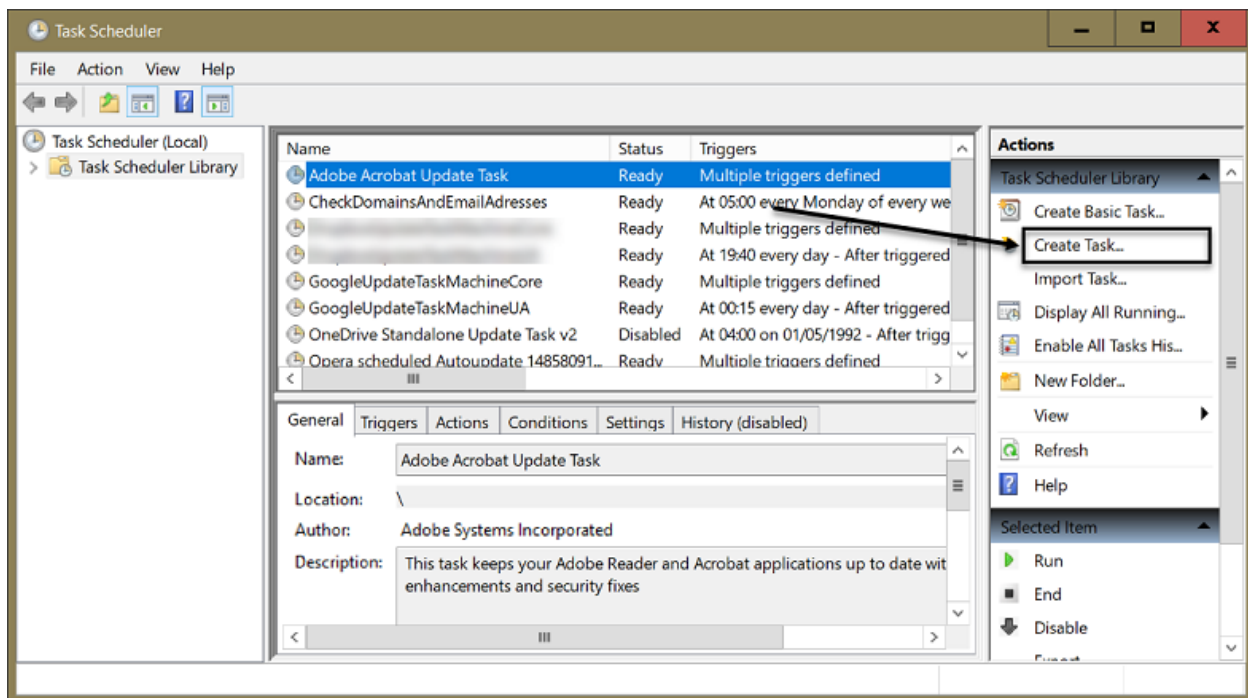 Task Scheduler
File Action View Help
Task Scheduler (Local)
Task Scheduler Library
Name Status Triggers
Adobe Acrobat Update Task Ready Multiple triggers defined
CheckDomainsAndEmailAdresses Ready At 05:00 every Monday of every we
Ready Multiple triggers defined
Ready At 19:40 every day - After triggered
GoogleUpdateTaskMachineCore Ready Multiple triggers defined
GoogleUpdateTaskMachineUA Ready At 00:15 every day - After triggered
OneDrive Standalone Update Task v2 Disabled At 04:00 on 01/05/1992 - After trigg
Opera scheduled Autoupdate 14858091... Ready Multiple triggers defined
General Triggers Actions Conditions Settings History (disabled)
Name: Adobe Acrobat Update Task
Location: \
Author: Adobe Systems Incorporated
Description: This task keeps your Adobe Reader and Acrobat applications up to date wit
enhancements and security fixes
Actions
Task Scheduler Library
Create Basic Task...
Create Task...
Import Task...
Display All Running...
Enable All Tasks His...
New Folder...
View
Refresh
Help
Selected Item
Run
End
Disable
Export